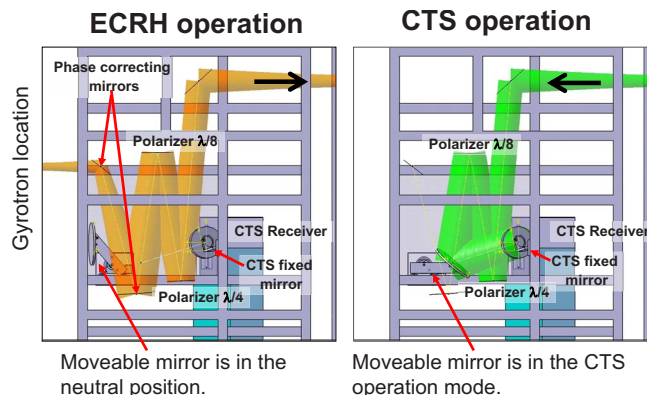 ECRH operation
CTS operation
Gyrotron location
Phase correcting
mirrors
Polarizer λ/8
CTS Receiver
CTS fixed
mirror
Polarizer λ/4
Moveable mirror is in the
neutral position.
Polarizer λ/8
CTS Receiver
CTS fixed
mirror
Polarizer λ/4
Moveable mirror is in the CTS
operation mode.